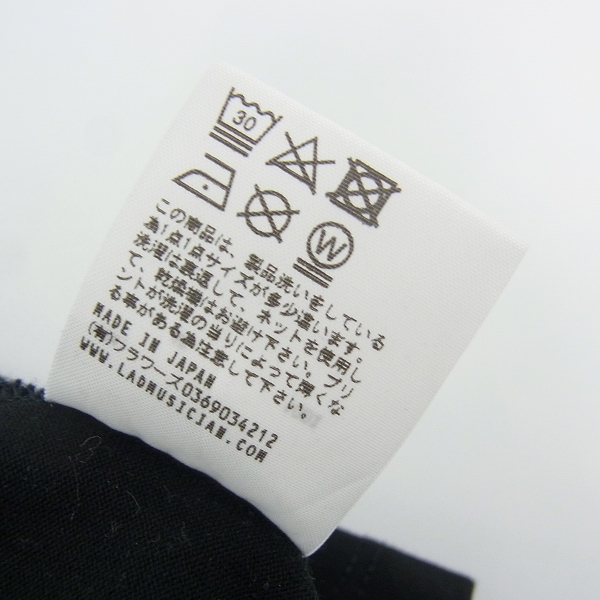 30
W
この商品は、製品洗いをしている
為1点1点サイズが多少違います。
洗濯は裏返して、ネットを使用し
て、乾燥機はお避け下さい。プリ
ントが洗濯の当りによって薄くな
る事がある為注意して下さい。
MADE IN JAPAN
(有)フラワーズ0369034212
WWW.LADMUSICIAN.COM